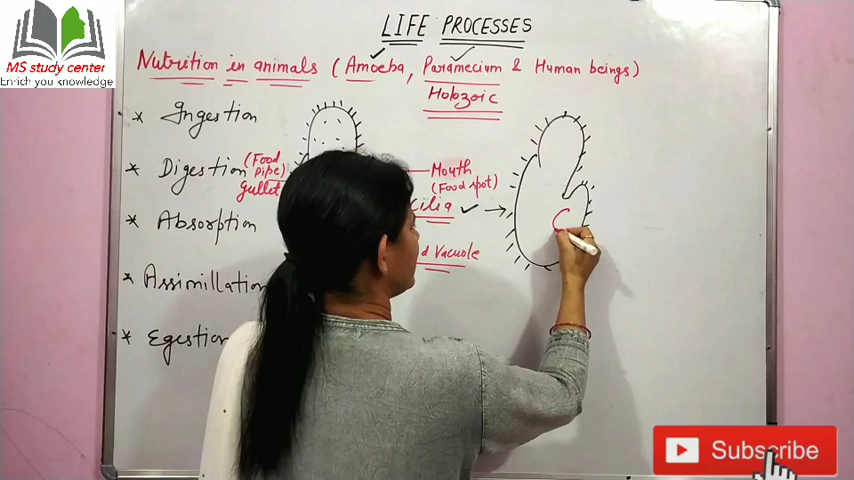 LIFE PROCESSES
MS study center
Enrich you knowledge
Nutrition in animals (Amoeba, Paramecium & Human beings)
Holozoic
* Ingestion
* Digestion
(Food pipe)
Gullet
Mouth
(Food spot)
* Absorption
Cilia ✓
Vacuole
* Assimillation
* Egestion
Subscribe